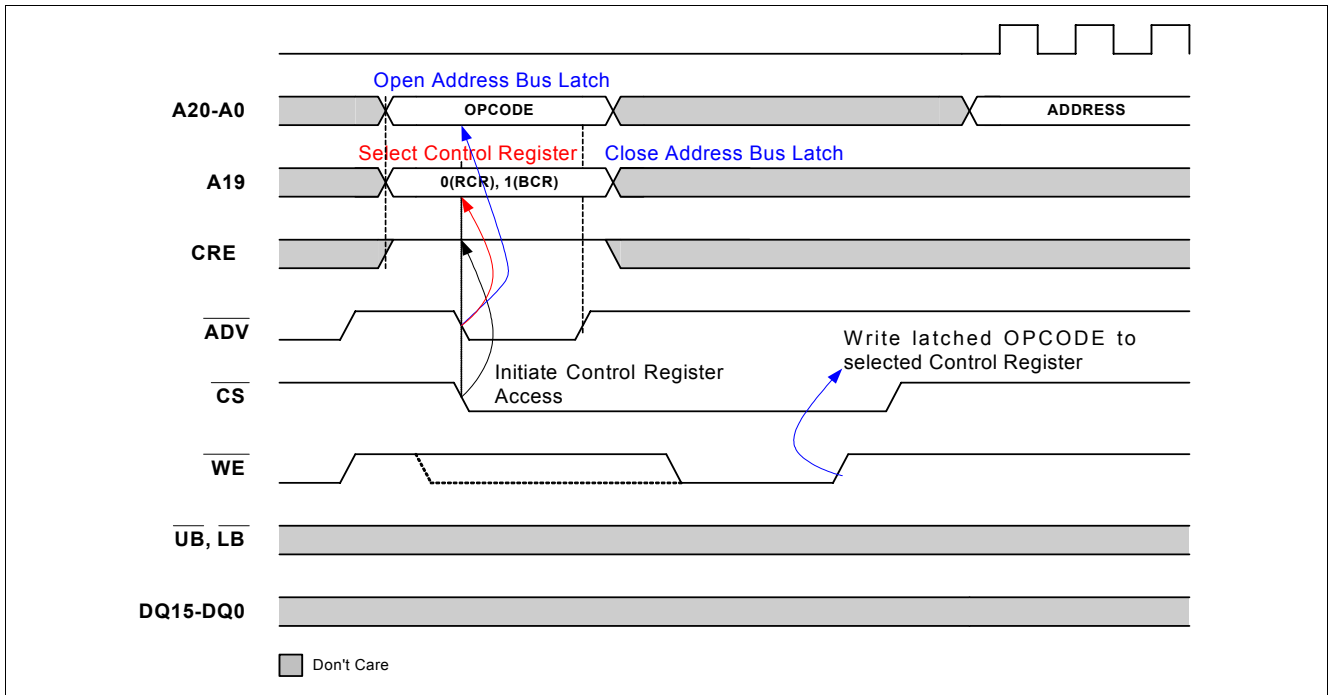 Open Address Bus Latch
A20-A0
OPCODE
ADDRESS
Select Control Register
Close Address Bus Latch
A19
0(RCR), 1(BCR)
CRE
ADV
Write latched OPCODE to
selected Control Register
Initiate Control Register
Access
CS
WE
UB, LB
DQ15-DQ0
Don't Care